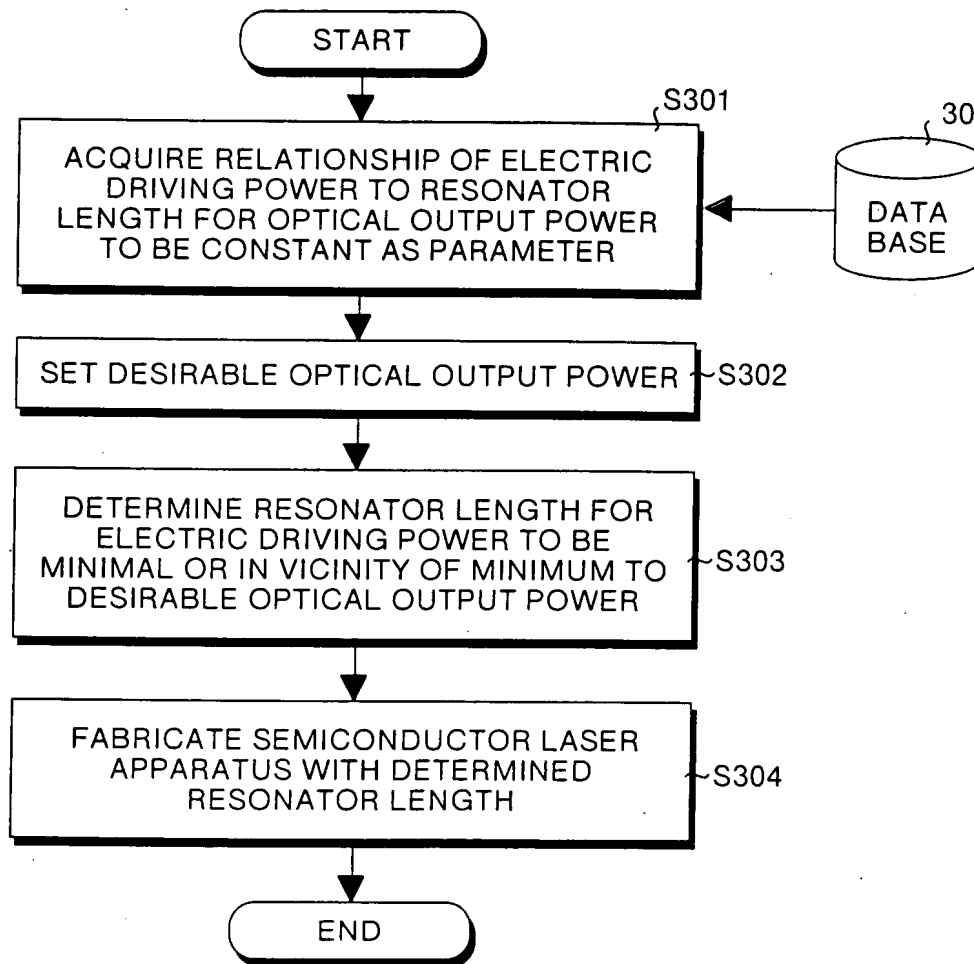 START
S301
30
ACQUIRE RELATIONSHIP OF ELECTRIC
DRIVING POWER TO RESONATOR
LENGTH FOR OPTICAL OUTPUT POWER
TO BE CONSTANT AS PARAMETER
DATA
BASE
SET DESIRABLE OPTICAL OUTPUT POWER
S302
DETERMINE RESONATOR LENGTH FOR
ELECTRIC DRIVING POWER TO BE
MINIMAL OR IN VICINITY OF MINIMUM TO
DESIRABLE OPTICAL OUTPUT POWER
S303
FABRICATE SEMICONDUCTOR LASER
APPARATUS WITH DETERMINED
RESONATOR LENGTH
S304
END